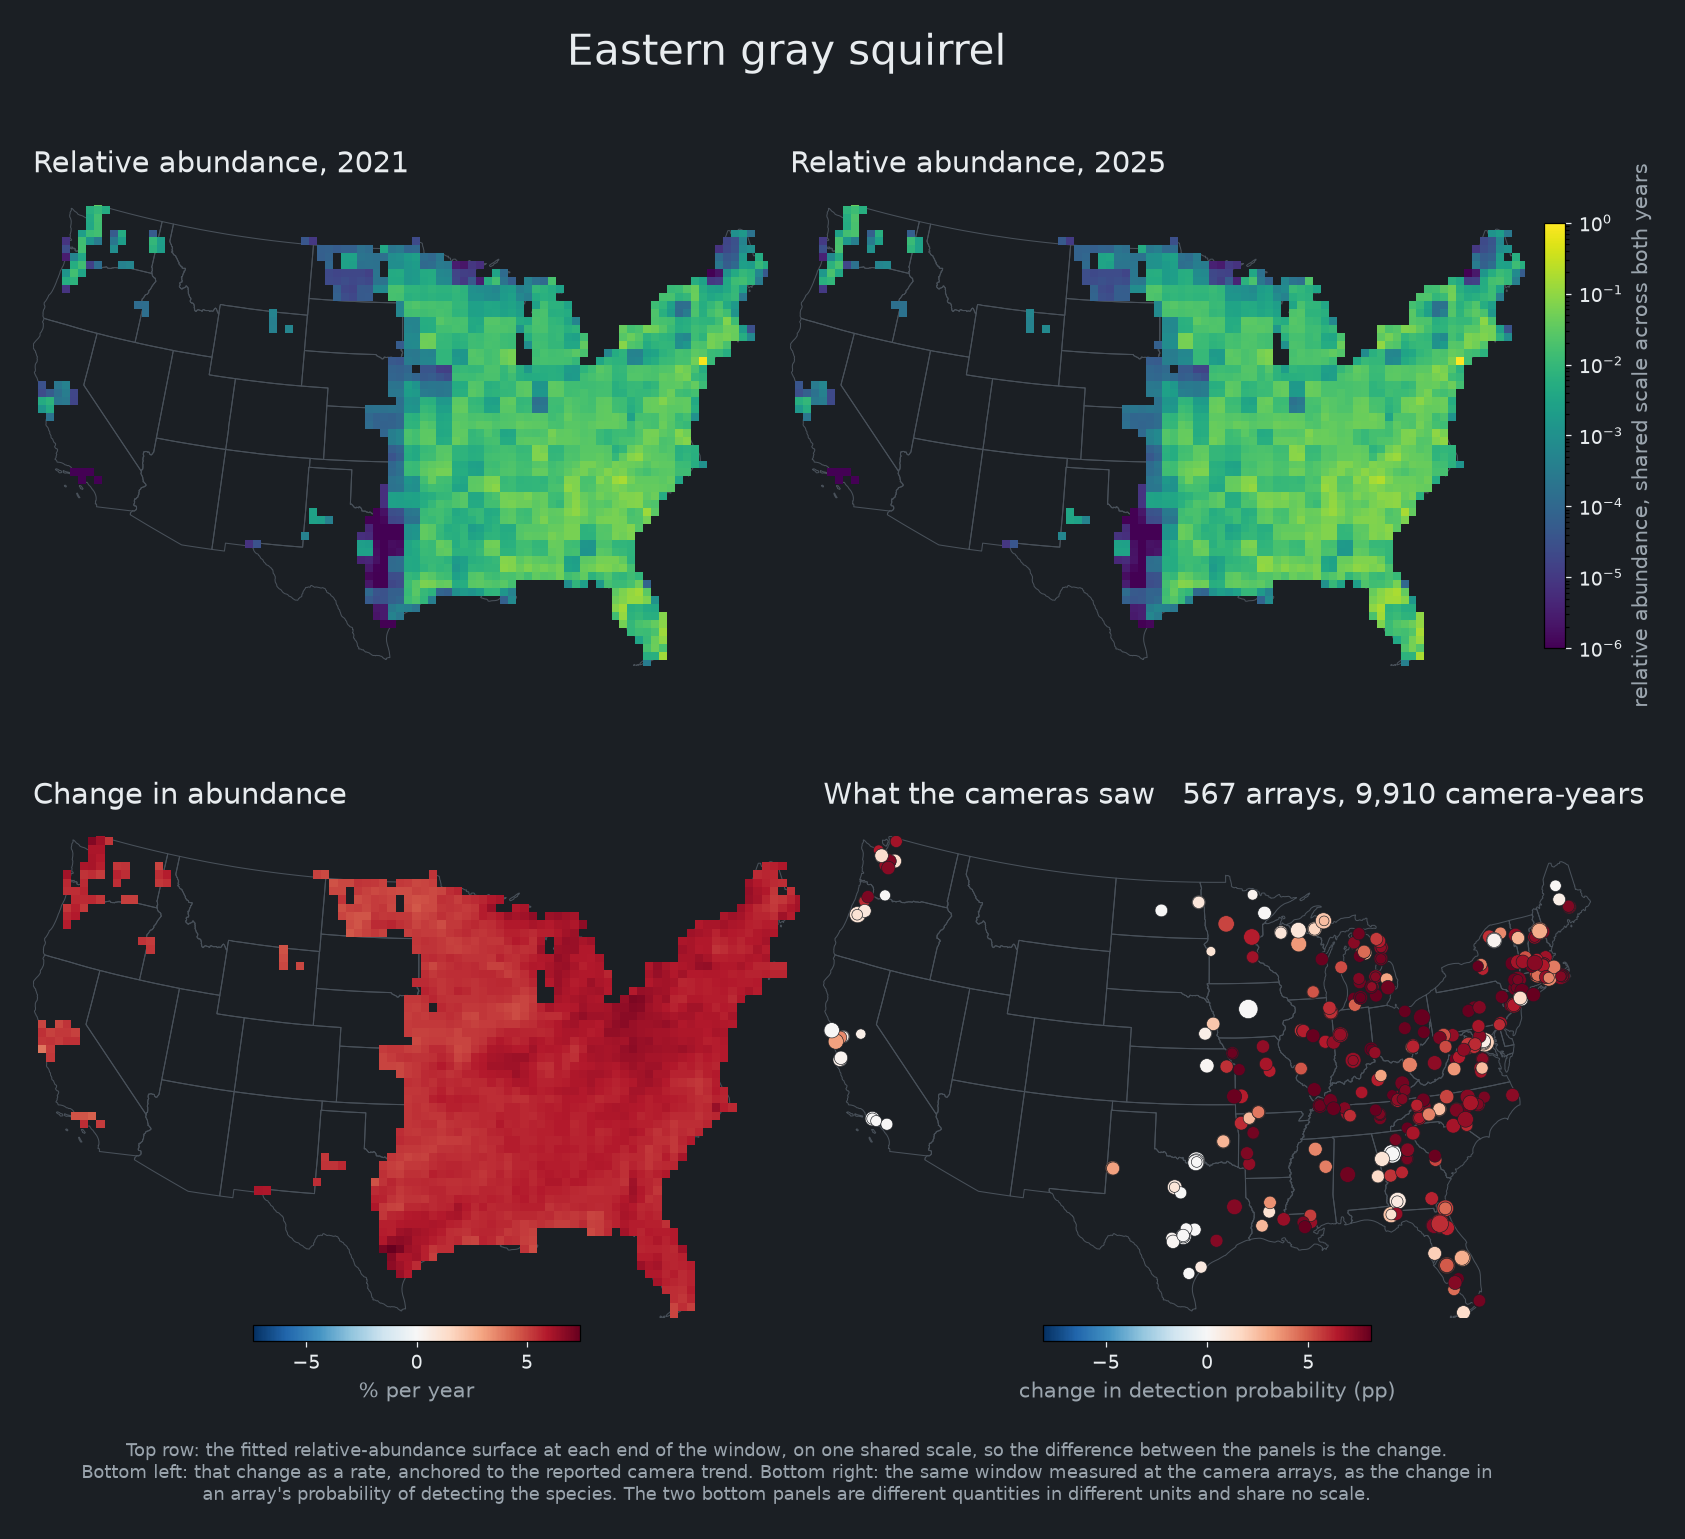 Eastern gray squirrel
Relative abundance, 2021
Relative abundance, 2025
10⁰
10⁻¹
10⁻²
10⁻³
10⁻⁴
10⁻⁵
10⁻⁶
relative abundance, shared scale across both years
Change in abundance
What the cameras saw   567 arrays, 9,910 camera-years
−5 0 5
% per year
−5 0 5
change in detection probability (pp)
Top row: the fitted relative-abundance surface at each end of the window, on one shared scale, so the difference between the panels is the change.
Bottom left: that change as a rate, anchored to the reported camera trend. Bottom right: the same window measured at the camera arrays, as the change in
an array's probability of detecting the species. The two bottom panels are different quantities in different units and share no scale.